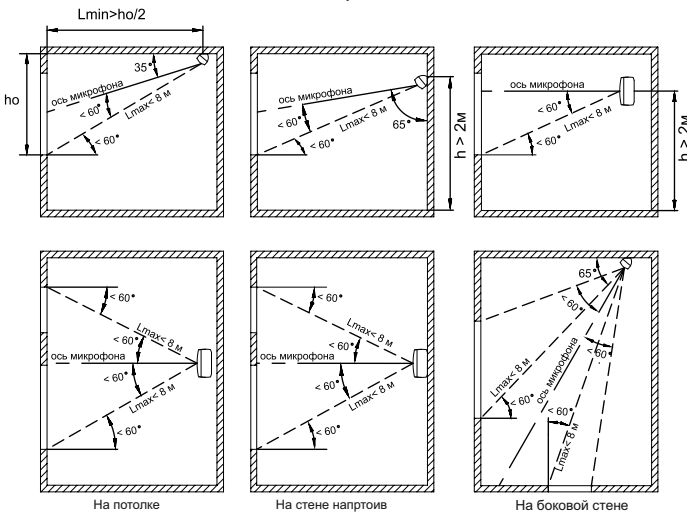 Lmin>ho/2
ho
35°
ось микрофона
< 60°
Lmax< 8 м
< 60°
ось микрофона
< 60°
Lmax< 8 м
65°
< 60°
h > 2м
ось микрофона
< 60°
Lmax< 8 м
< 60°
h > 2м
< 60°
Lmax< 8 м
< 60°
ось микрофона
< 60°
Lmax< 8 м
< 60°
На потолке
< 60°
Lmax< 8 м
< 60°
ось микрофона
< 60°
Lmax< 8 м
< 60°
На стене напртоив
65°
< 60°
< 60°
ось микрофона
Lmax< 8 м
< 60°
< 60°
Lmax< 8 м
На боковой стене